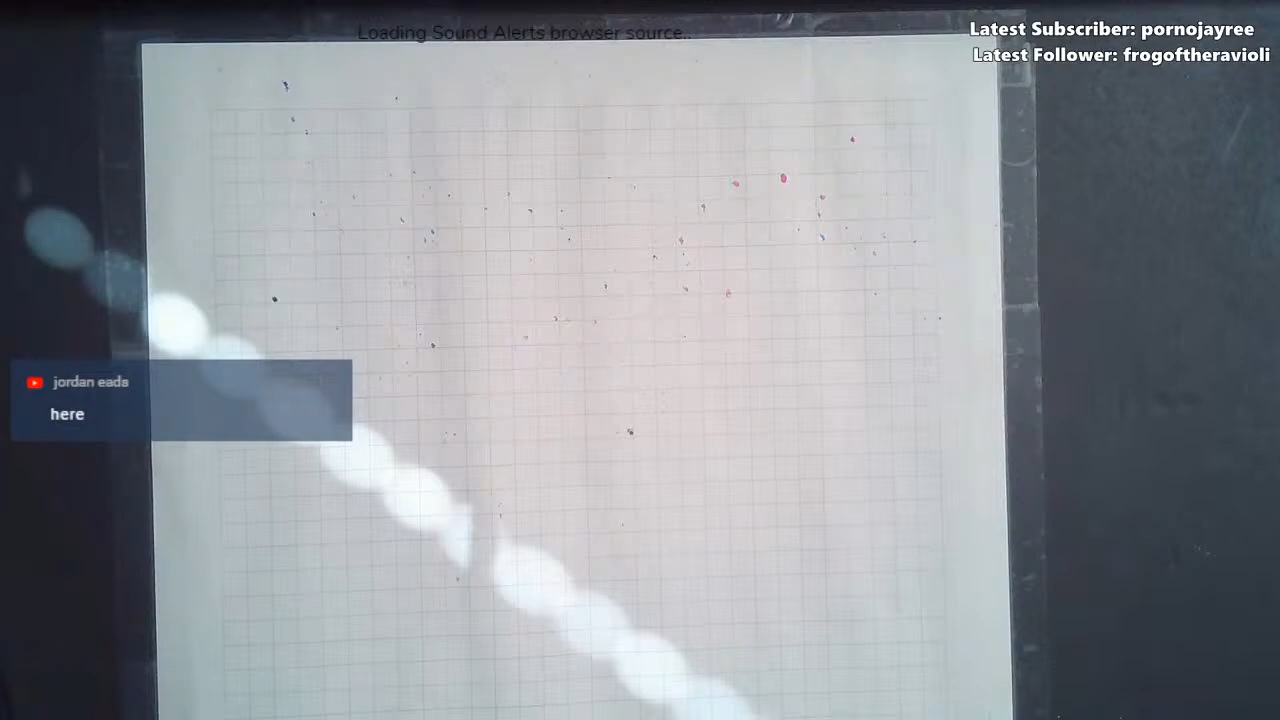 Loading Sound Alerts browser source..
Latest Subscriber: pornojayree
Latest Follower: frogoftheravioli
jordan eads
here